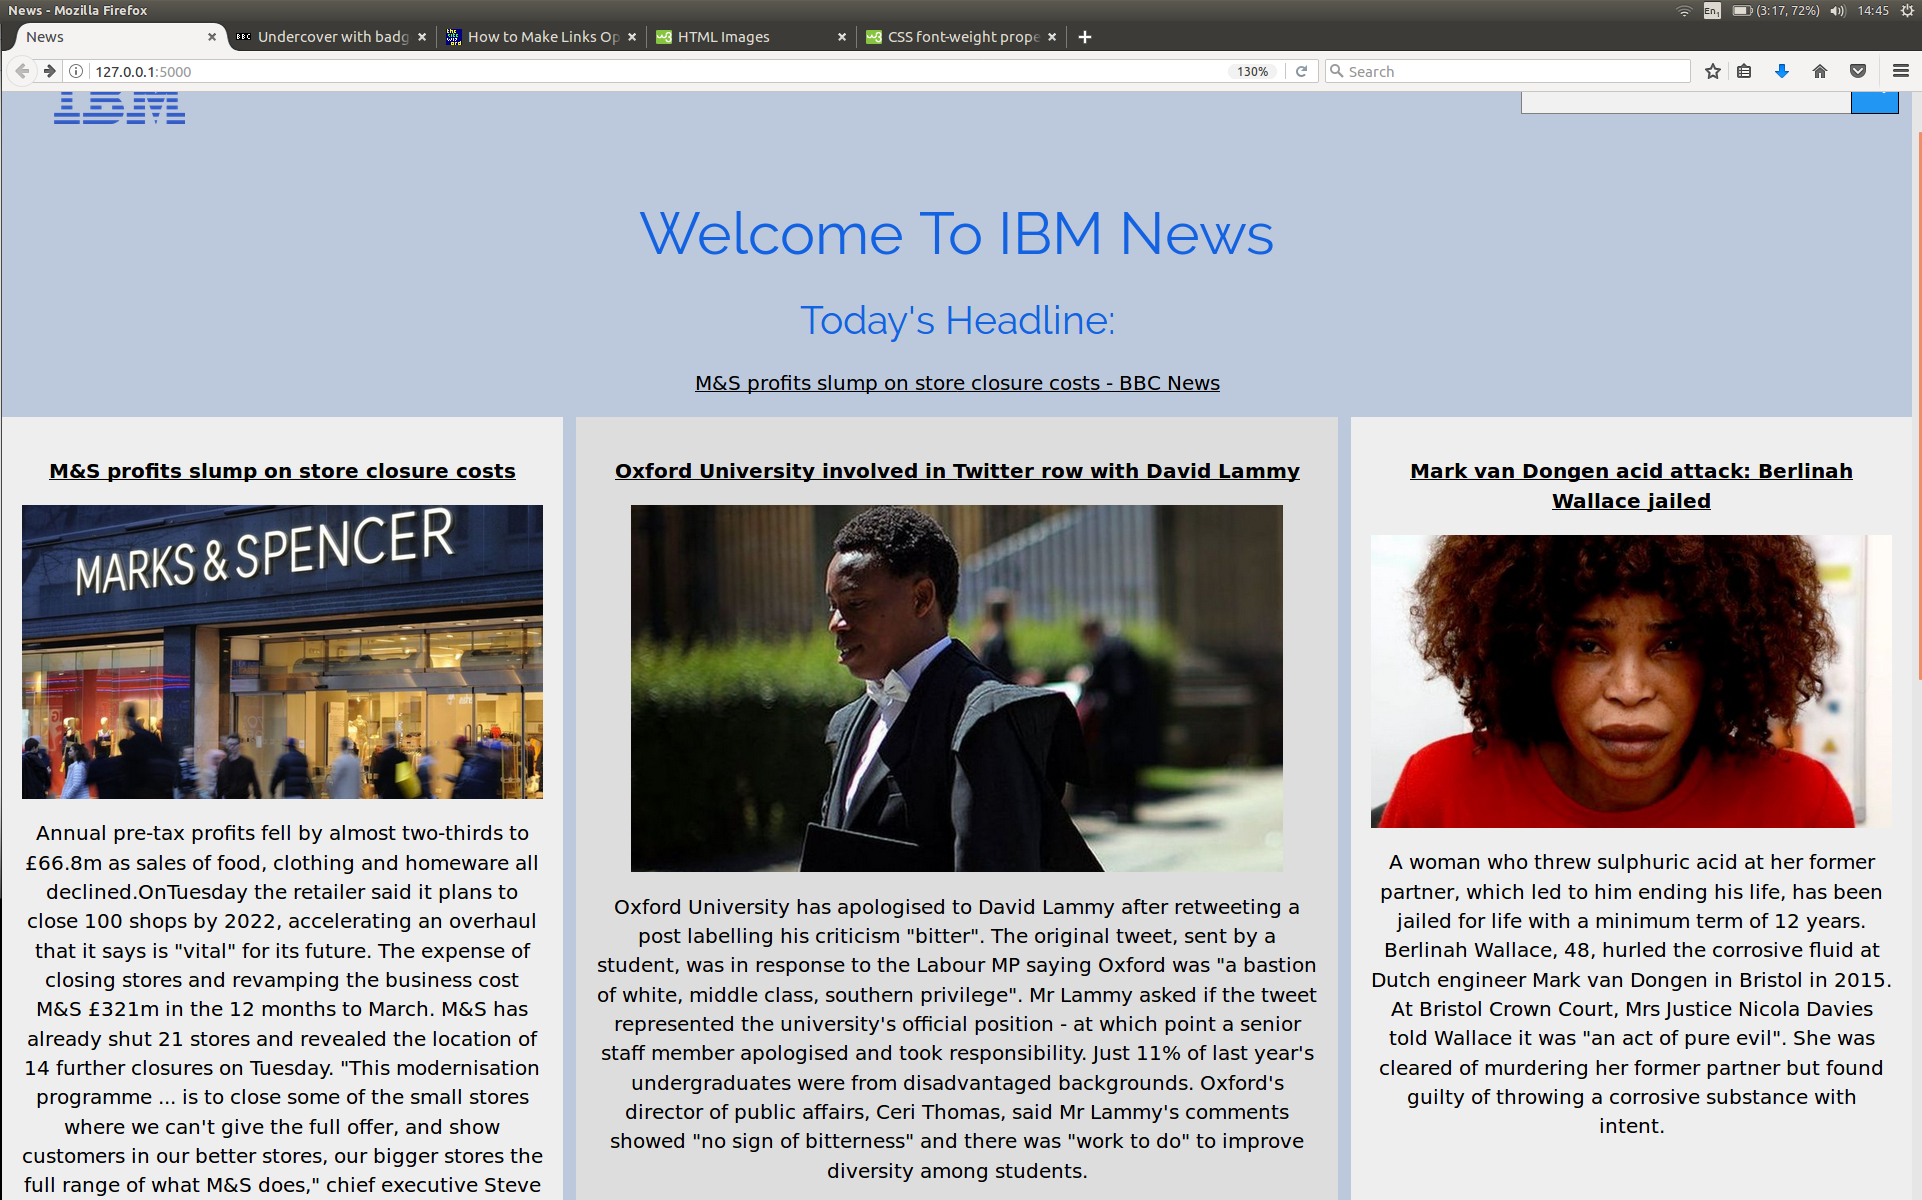 News - Mozilla Firefox
En1 (3:17, 72%) 14:45
News
BBC Undercover with badg
How to Make Links Op
HTML Images
CSS font-weight prope
127.0.0.1:5000
130%
Search
IBM
Welcome To IBM News
Today's Headline:
M&S profits slump on store closure costs - BBC News
M&S profits slump on store closure costs
MARKS & SPENCER
Annual pre-tax profits fell by almost two-thirds to
£66.8m as sales of food, clothing and homeware all
declined.OnTuesday the retailer said it plans to
close 100 shops by 2022, accelerating an overhaul
that it says is "vital" for its future. The expense of
closing stores and revamping the business cost
M&S £321m in the 12 months to March. M&S has
already shut 21 stores and revealed the location of
14 further closures on Tuesday. "This modernisation
programme ... is to close some of the small stores
where we can't give the full offer, and show
customers in our better stores, our bigger stores the
full range of what M&S does," chief executive Steve
Oxford University involved in Twitter row with David Lammy
Oxford University has apologised to David Lammy after retweeting a
post labelling his criticism "bitter". The original tweet, sent by a
student, was in response to the Labour MP saying Oxford was "a bastion
of white, middle class, southern privilege". Mr Lammy asked if the tweet
represented the university's official position - at which point a senior
staff member apologised and took responsibility. Just 11% of last year's
undergraduates were from disadvantaged backgrounds. Oxford's
director of public affairs, Ceri Thomas, said Mr Lammy's comments
showed "no sign of bitterness" and there was "work to do" to improve
diversity among students.
Mark van Dongen acid attack: Berlinah
Wallace jailed
A woman who threw sulphuric acid at her former
partner, which led to him ending his life, has been
jailed for life with a minimum term of 12 years.
Berlinah Wallace, 48, hurled the corrosive fluid at
Dutch engineer Mark van Dongen in Bristol in 2015.
At Bristol Crown Court, Mrs Justice Nicola Davies
told Wallace it was "an act of pure evil". She was
cleared of murdering her former partner but found
guilty of throwing a corrosive substance with
intent.